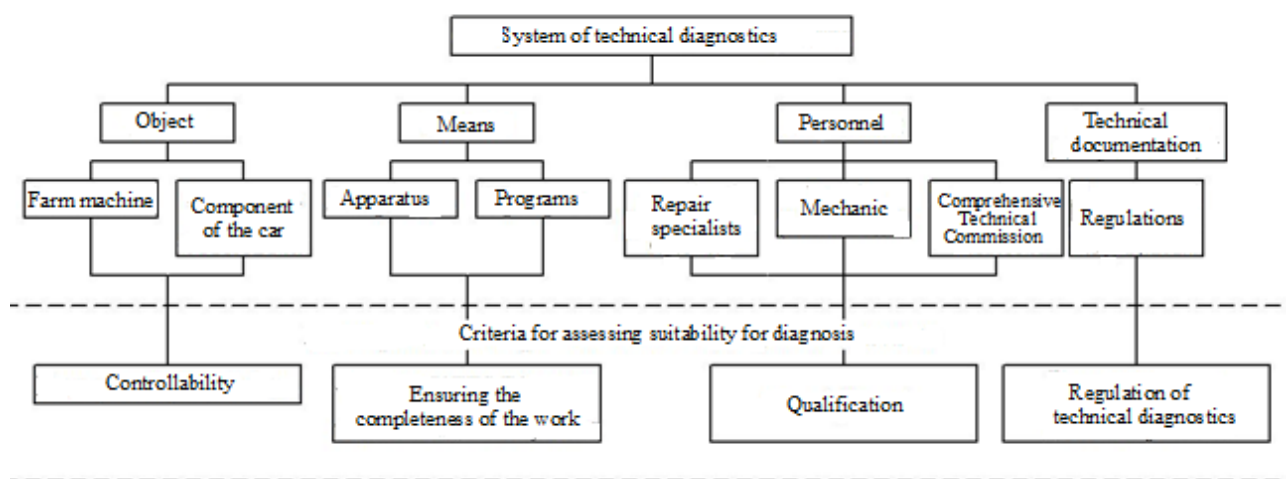 System of technical diagnostics
Object
Means
Personnel
Technical
documentation
Farm machine
Component
of the car
Apparatus
Programs
Repair
specialists
Mechanic
Comprehensive
Technical
Commission
Regulations
Criteria for assessing suitability for diagnosis
Controllability
Ensuring the
completeness of the work
Qualification
Regulation of
technical diagnostics